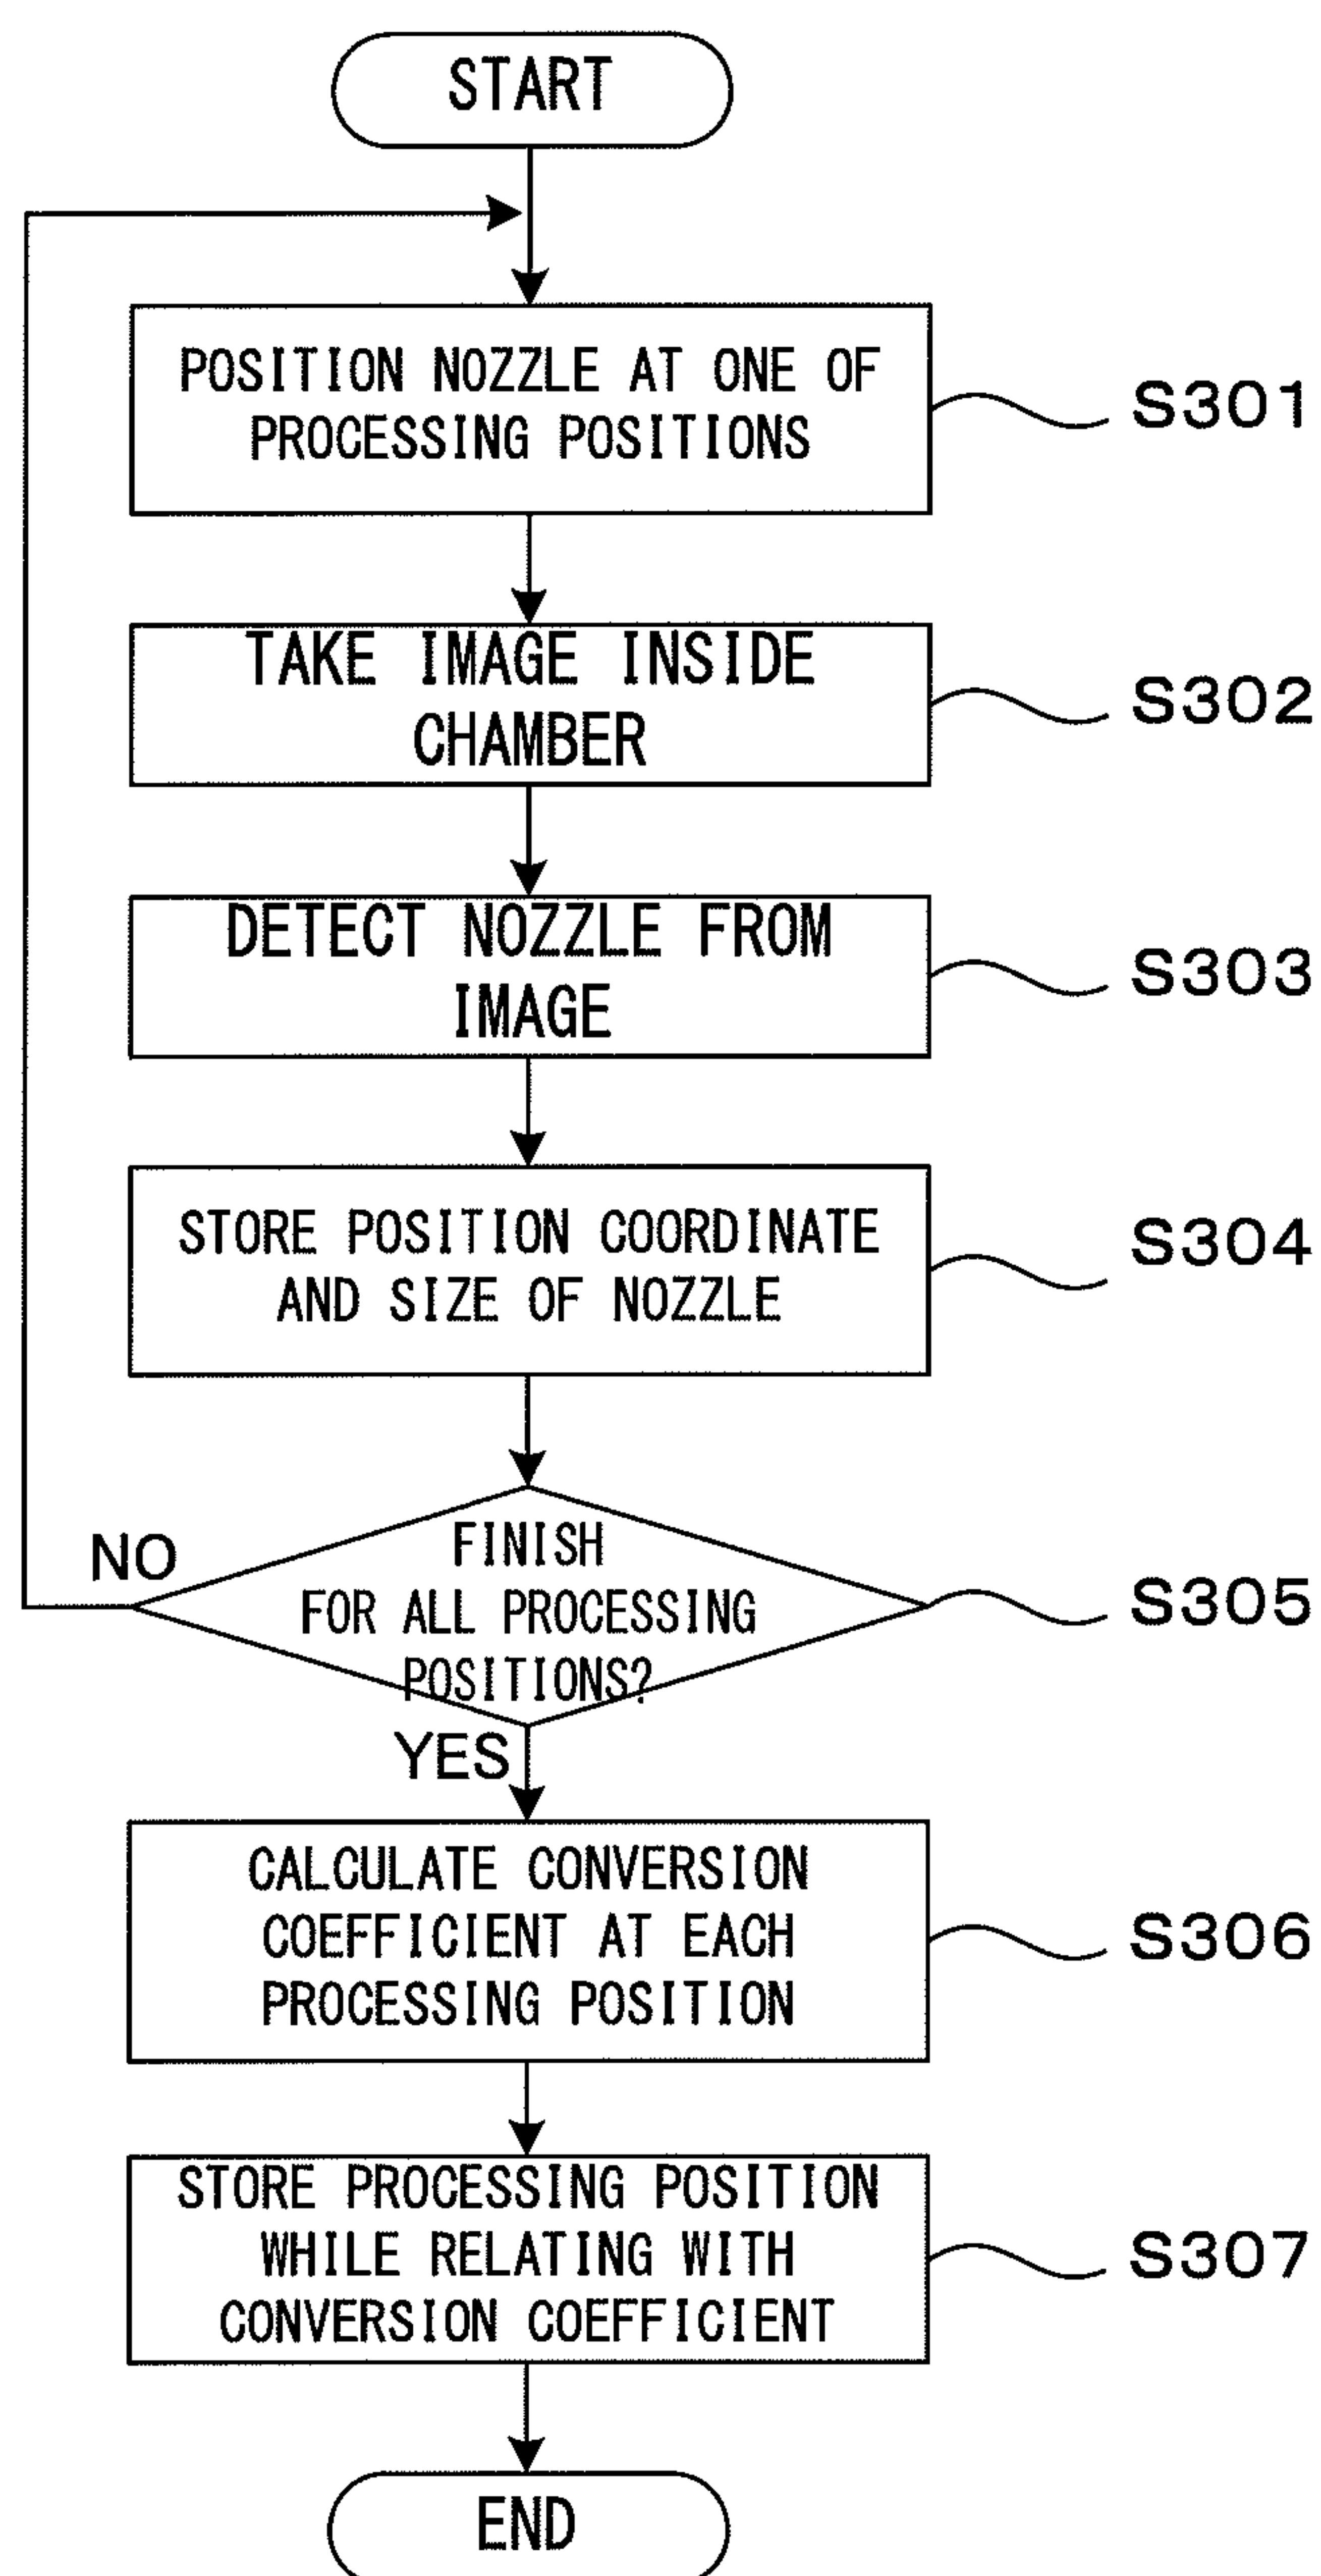 START
POSITION NOZZLE AT ONE OF
PROCESSING POSITIONS
S301
TAKE IMAGE INSIDE
CHAMBER
S302
DETECT NOZZLE FROM
IMAGE
S303
STORE POSITION COORDINATE
AND SIZE OF NOZZLE
S304
FINISH
FOR ALL PROCESSING
POSITIONS?
S305
NO
YES
CALCULATE CONVERSION
COEFFICIENT AT EACH
PROCESSING POSITION
S306
STORE PROCESSING POSITION
WHILE RELATING WITH
CONVERSION COEFFICIENT
S307
END